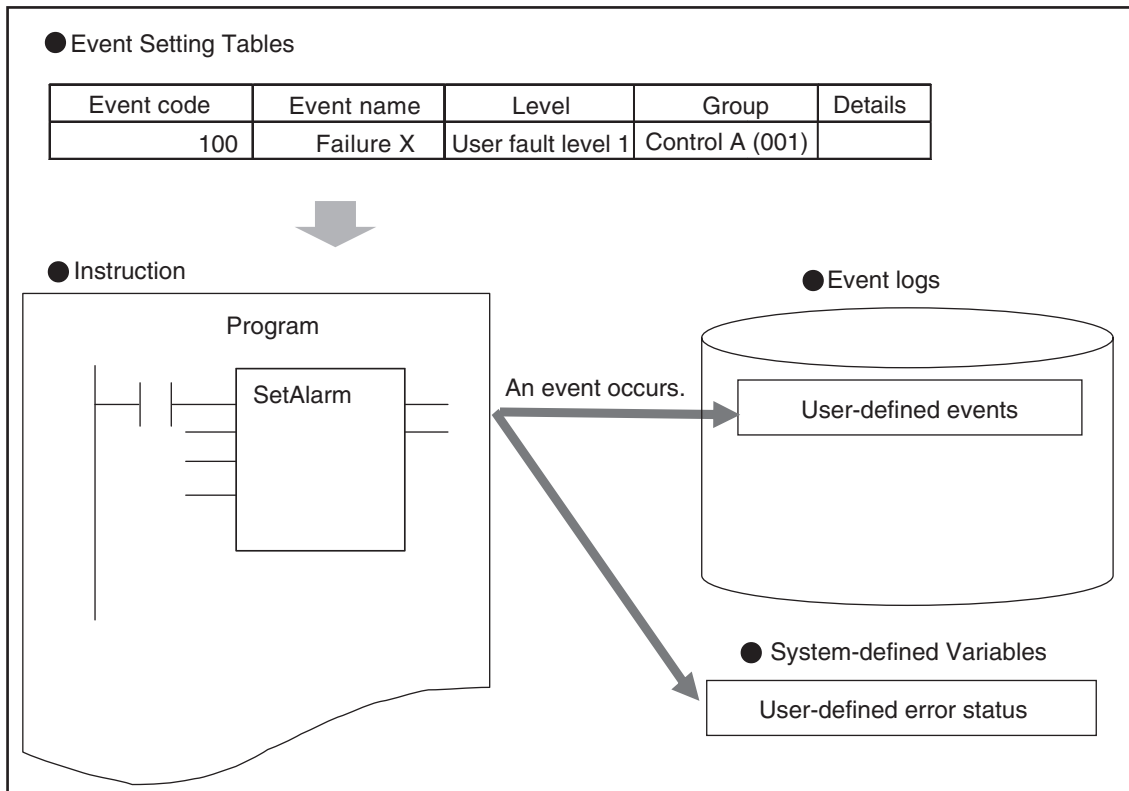 ● Event Setting Tables
Event code Event name Level Group Details
100 Failure X User fault level 1 Control A (001)
● Instruction
● Event logs
Program
SetAlarm
An event occurs.
User-defined events
● System-defined Variables
User-defined error status